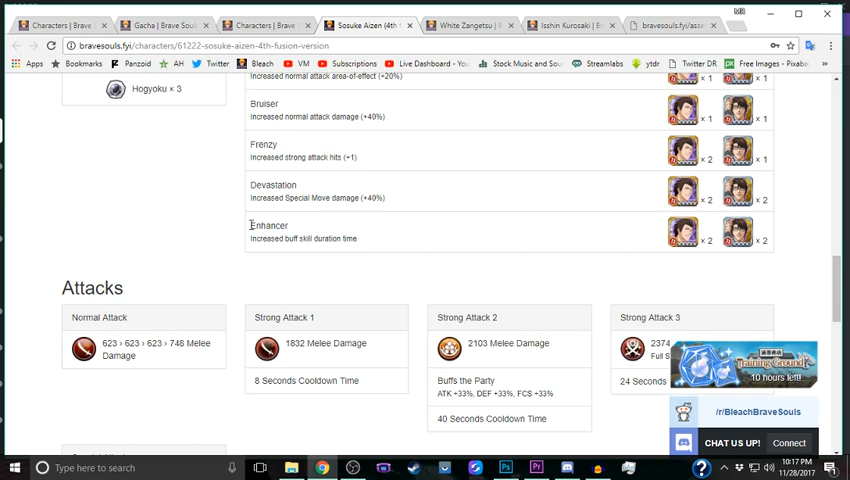 MR
Characters | Brave S
Gacha | Brave Souls
Characters | Brave S
Sosuke Aizen (4th f
White Zangetsu | Br
Isshin Kurosaki | B
bravesouls.fyi/asse
bravesouls.fyi/characters/61222-sosuke-aizen-4th-fusion-version
Apps
Bookmarks
Panzoid
AH
Twitter
Bleach
VM
Subscriptions
Live Dashboard - Yo
Stock Music and Sou
Streamlabs
ytdr
Twitter DR
Free Images - Pixab
»
Increased normal attack area-of-effect (+20%)
x 1
x 1
Hogyoku × 3
Bruiser
Increased normal attack damage (+40%)
x 1
x 1
Frenzy
Increased strong attack hits (+1)
x 2
x 1
Devastation
Increased Special Move damage (+40%)
x 2
x 2
Enhancer
Increased buff skill duration time
x 2
x 2
Attacks
Normal Attack
623 › 623 › 623 › 748 Melee
Damage
Strong Attack 1
1832 Melee Damage
8 Seconds Cooldown Time
Strong Attack 2
2103 Melee Damage
Buffs the Party
ATK +33%, DEF +33%, FCS +33%
40 Seconds Cooldown Time
Strong Attack 3
2374
Full S
24 Seconds
Training Ground
10 hours left!
/r/BleachBraveSouls
CHAT US UP!
Connect
Type here to search
10:17 PM
11/28/2017